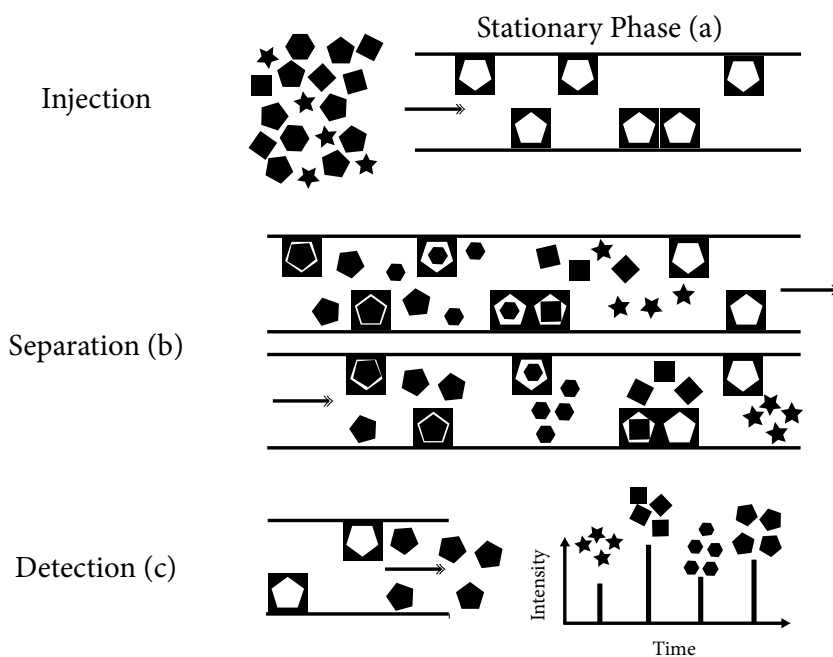 Stationary Phase (a)
Injection
Separation (b)
Detection (c)
Intensity
Time